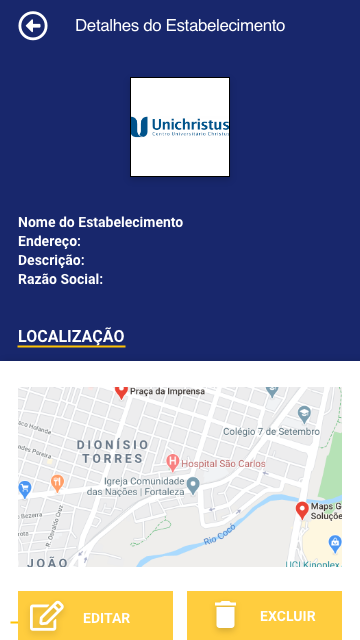 Detalhes do Estabelecimento
Unichristus
Centro Universitário Christus
Nome do Estabelecimento
Endereço:
Descrição:
Razão Social:
LOCALIZAÇÃO
Praça da Imprensa
Colégio 7 de Setembro
DIONÍSIO
TORRES
Hospital São Carlos
Igreja Comunidade
das Nações | Fortaleza
Maps G
Soluçõe
Rio Cocó
JOÃO
UCI Kinoplex
EDITAR
EXCLUIR